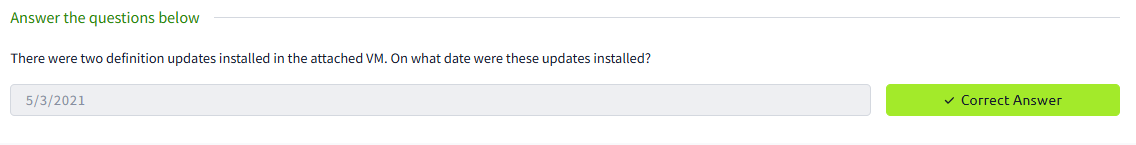 Answer the questions below
There were two definition updates installed in the attached VM. On what date were these updates installed?
5/3/2021
✓ Correct Answer